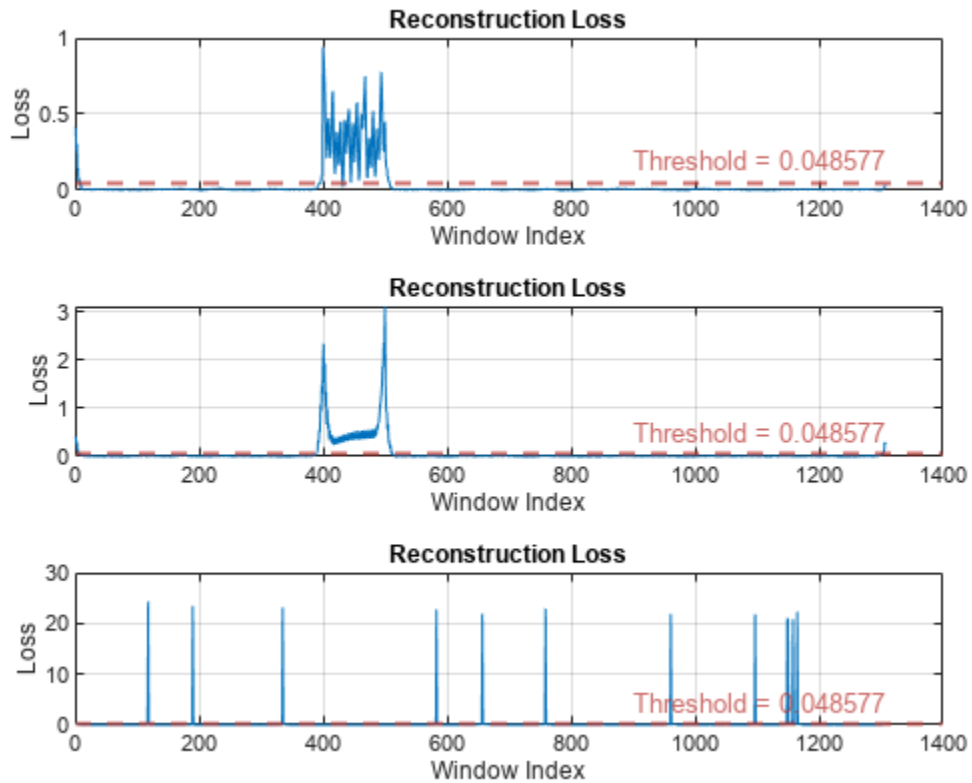 Reconstruction Loss
1
0.5
0
Loss
Threshold = 0.048577
0 200 400 600 800 1000 1200 1400
Window Index
Reconstruction Loss
3
2
1
0
Loss
Threshold = 0.048577
0 200 400 600 800 1000 1200 1400
Window Index
Reconstruction Loss
30
20
10
0
Loss
Threshold = 0.048577
0 200 400 600 800 1000 1200 1400
Window Index